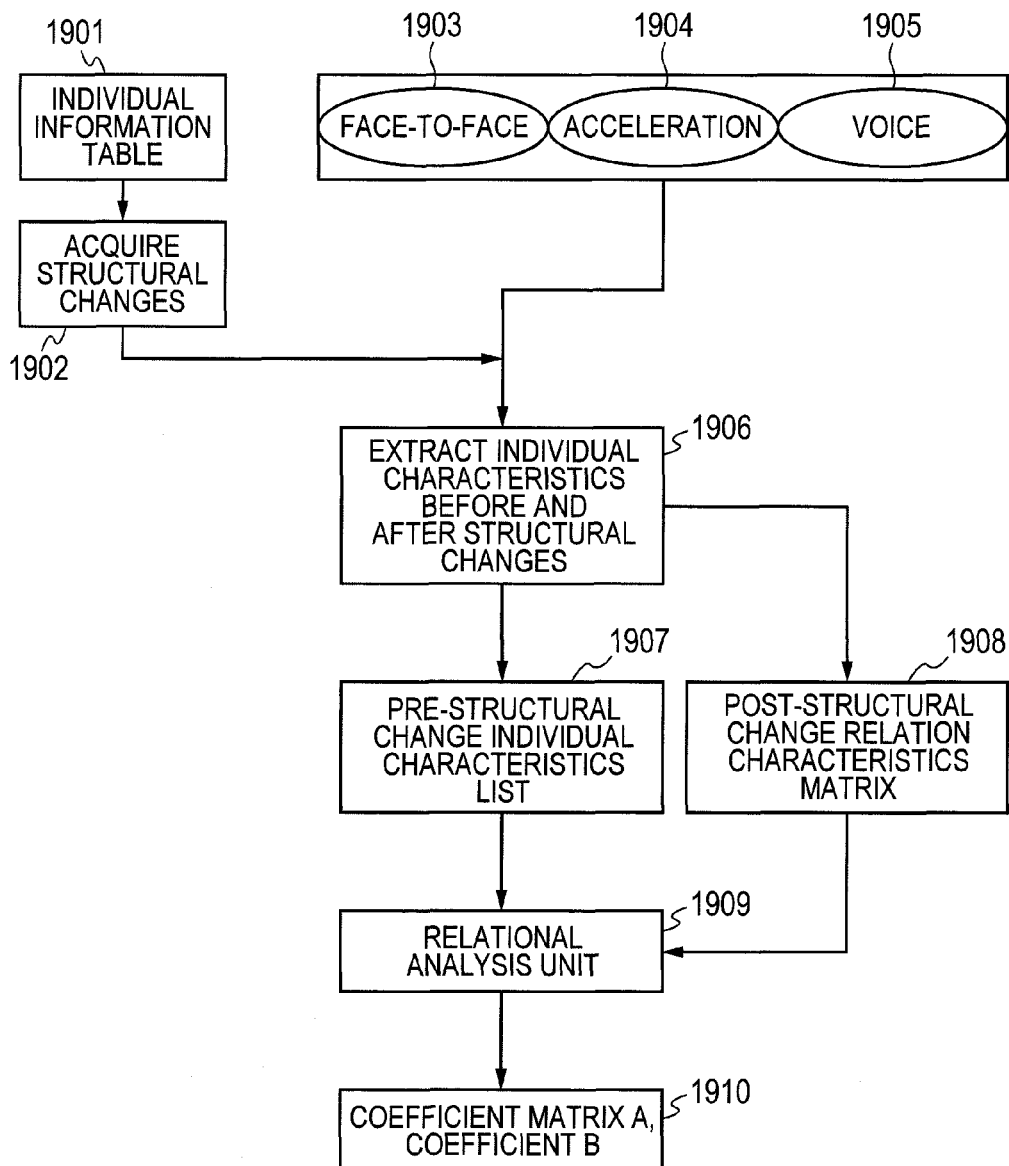 1901
1903
1904
1905
INDIVIDUAL
INFORMATION
TABLE
FACE-TO-FACE
ACCELERATION
VOICE
ACQUIRE
STRUCTURAL
CHANGES
1902
1906
EXTRACT INDIVIDUAL
CHARACTERISTICS
BEFORE AND
AFTER STRUCTURAL
CHANGES
1907
1908
PRE-STRUCTURAL
CHANGE INDIVIDUAL
CHARACTERISTICS
LIST
POST-STRUCTURAL
CHANGE RELATION
CHARACTERISTICS
MATRIX
1909
RELATIONAL
ANALYSIS UNIT
1910
COEFFICIENT MATRIX A,
COEFFICIENT B